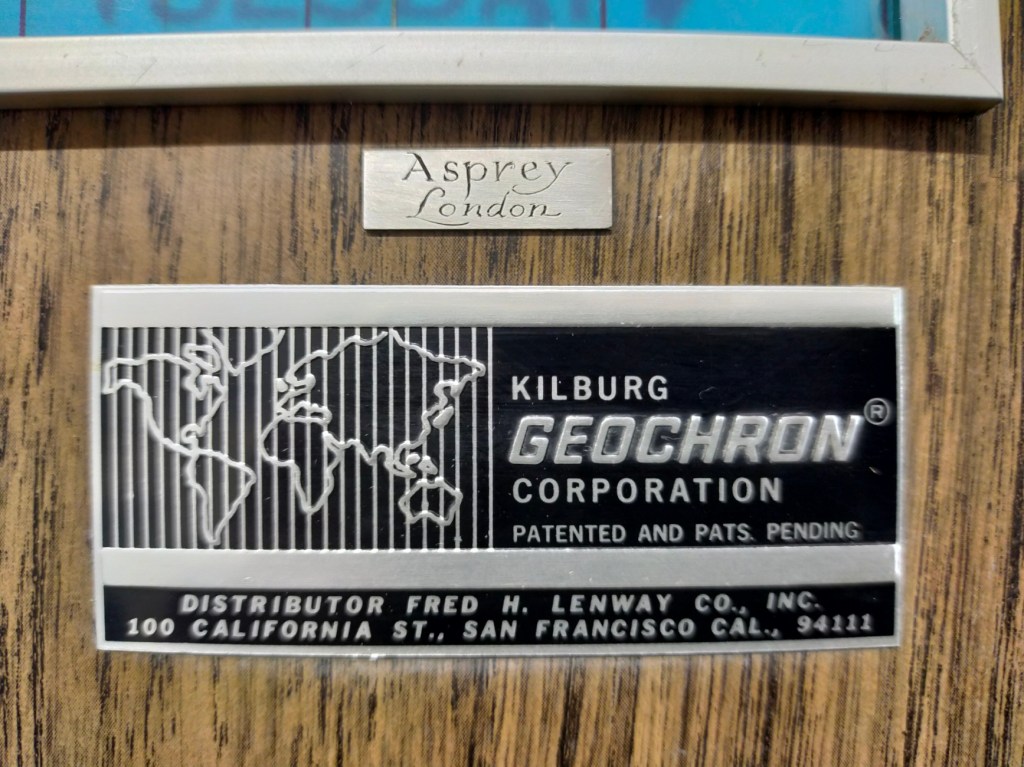 TUESDAY
Asprey
London
KILBURG
GEOCHRON®
CORPORATION
PATENTED AND PATS. PENDING
DISTRIBUTOR FRED H. LENWAY CO., INC.
100 CALIFORNIA ST., SAN FRANCISCO CAL., 94111